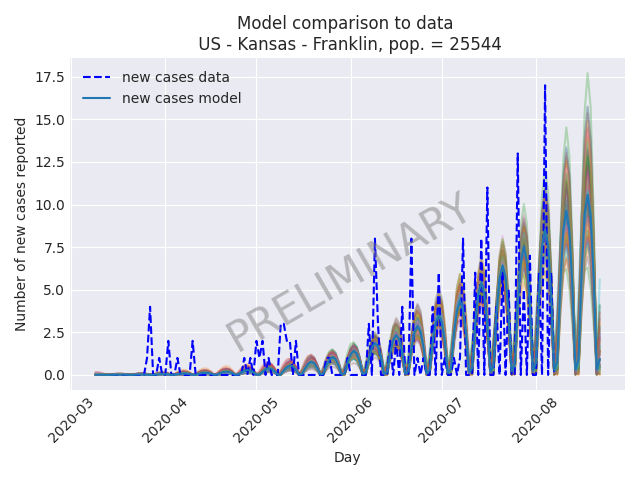 Model comparison to data
US - Kansas - Franklin, pop. = 25544
new cases data
new cases model
Number of new cases reported
17.5
15.0
12.5
10.0
7.5
5.0
2.5
0.0
PRELIMINARY
2020-03
2020-04
2020-05
2020-06
2020-07
2020-08
Day